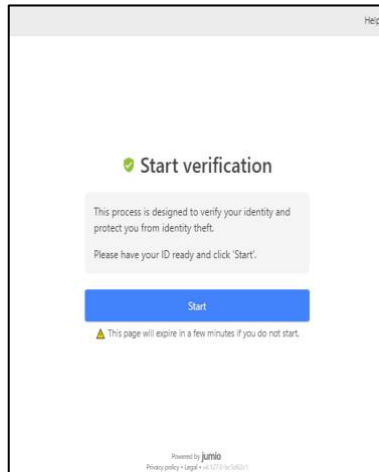 Help
Start verification
This process is designed to verify your identity and
protect you from identity theft.
Please have your ID ready and click 'Start'.
Start
This page will expire in a few minutes if you do not start.
Powered by jumio
Privacy policy • Legal •